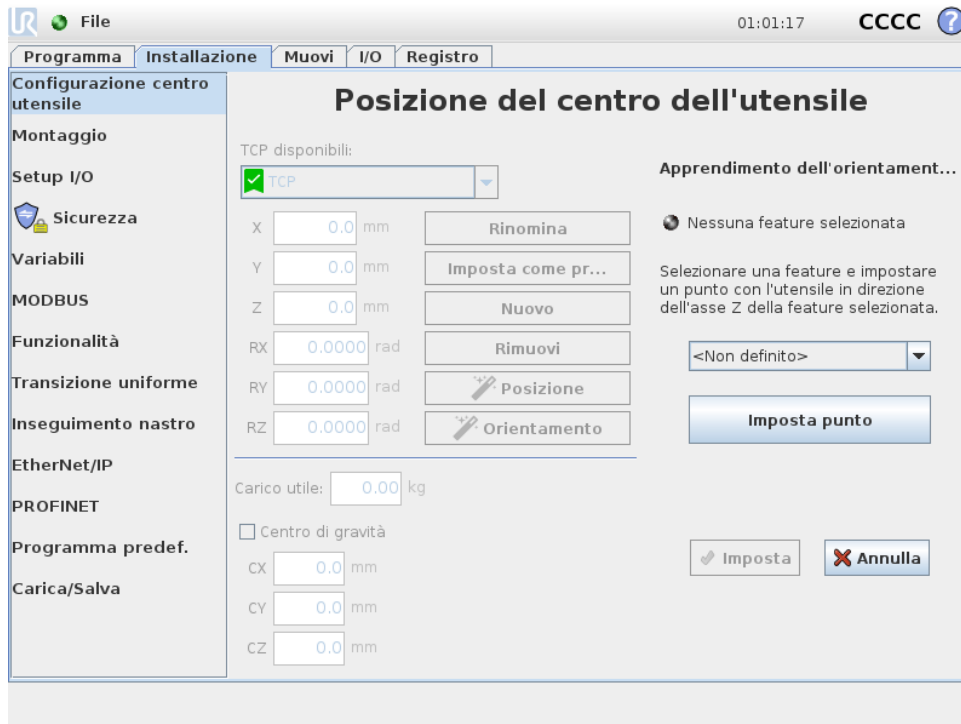 UR File 01:01:17 CCCC ?
Programma Installazione Muovi I/O Registro
Configurazione centro
utensile
Montaggio
Setup I/O
Sicurezza
Variabili
MODBUS
Funzionalità
Transizione uniforme
Inseguimento nastro
EtherNet/IP
PROFINET
Programma predef.
Carica/Salva
Posizione del centro dell'utensile
TCP disponibili:
TCP
X 0.0 mm Rinomina
Y 0.0 mm Imposta come pr...
Z 0.0 mm Nuovo
RX 0.0000 rad Rimuovi
RY 0.0000 rad Posizione
RZ 0.0000 rad Orientamento
Carico utile: 0.00 kg
Centro di gravità
CX 0.0 mm
CY 0.0 mm
CZ 0.0 mm
Apprendimento dell'orientament...
Nessuna feature selezionata
Selezionare una feature e impostare
un punto con l'utensile in direzione
dell'asse Z della feature selezionata.
<Non definito>
Imposta punto
Imposta Annulla